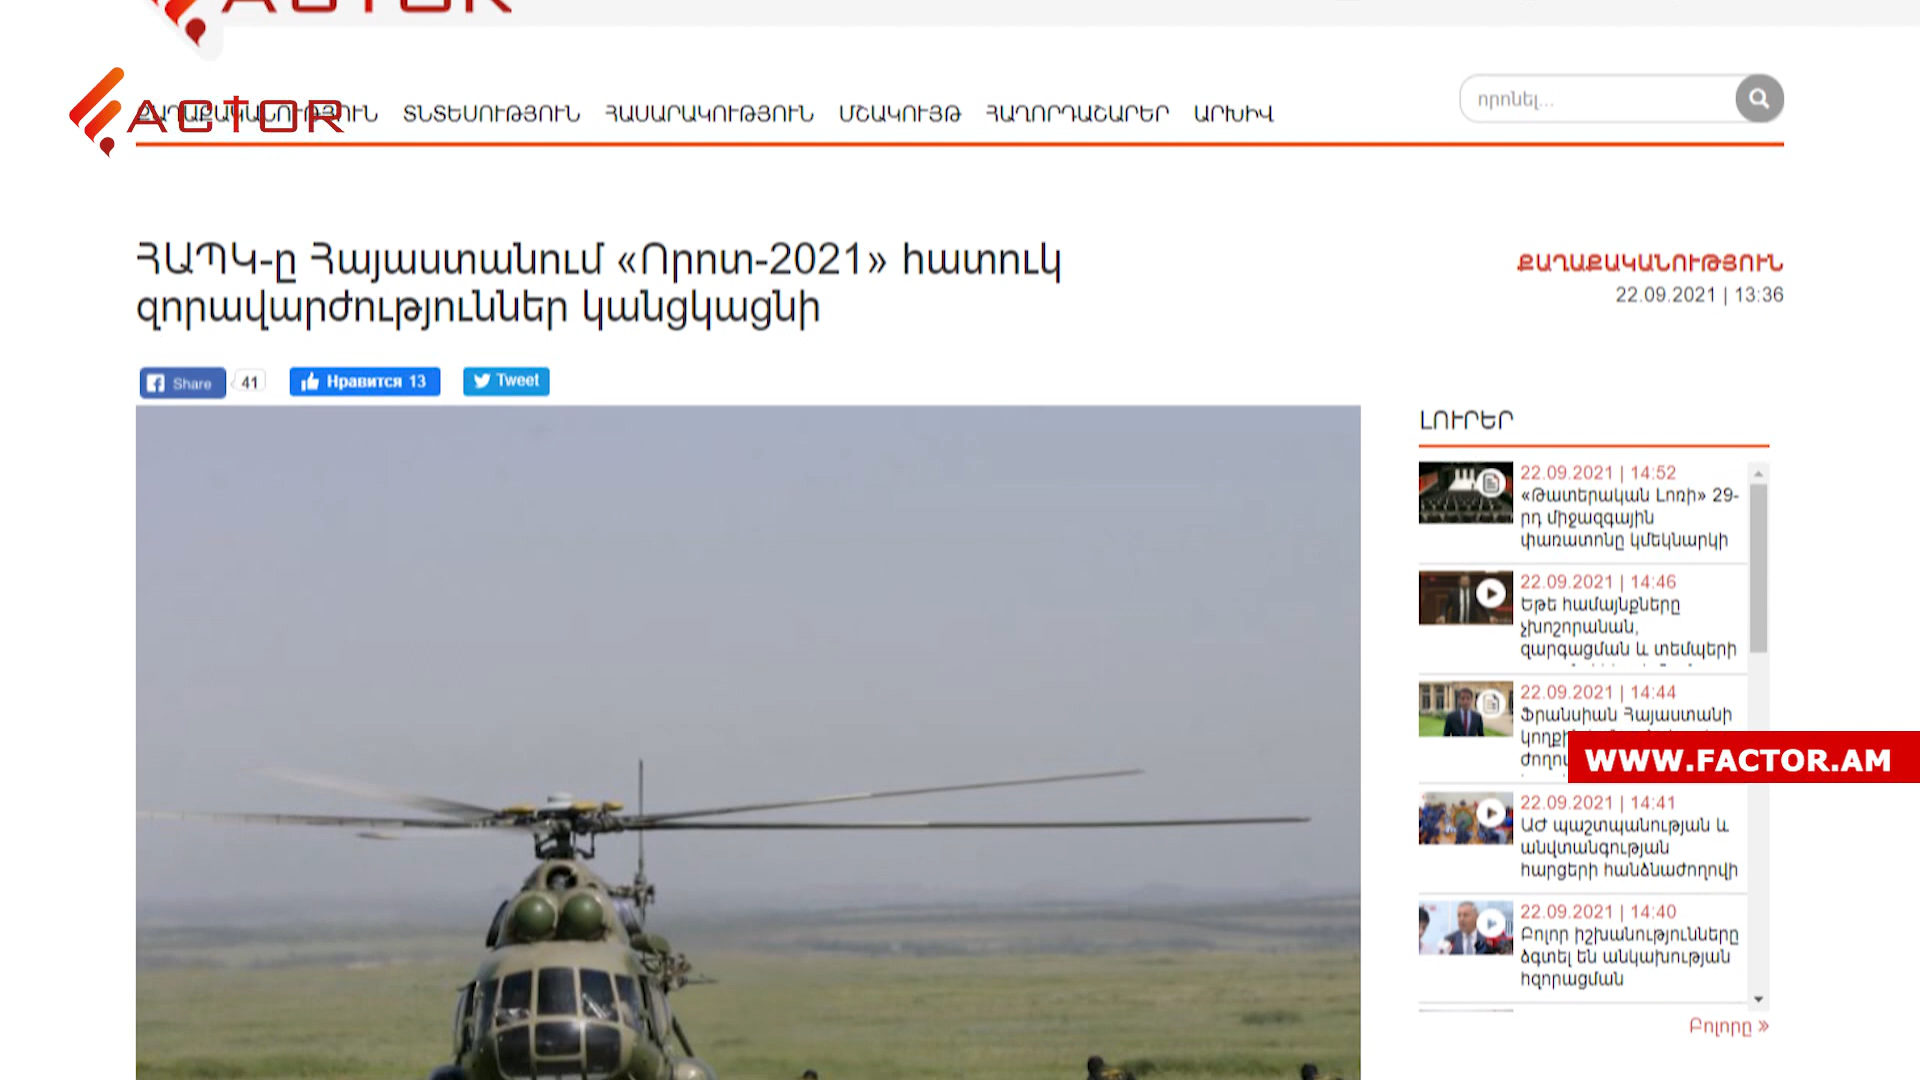 ACTOR
ACTOR
ՔԱՂԱՔԱԿԱՆՈՒԹՅՈՒՆ ՏՆՏԵՍՈՒԹՅՈՒՆ ՀԱՍԱՐԱԿՈՒԹՅՈՒՆ ՄՇԱԿՈՒՅԹ ՀԱՂՈՐԴԱՇԱՐԵՐ ԱՐԽԻՎ
որոնել...
ՀԱՊԿ-ը Հայաստանում «Որոտ-2021» հատուկ
զորավարժություններ կանցկացնի
ՔԱՂԱՔԱԿԱՆՈՒԹՅՈՒՆ
22.09.2021 | 13:36
Share 41
Нравится 13
Tweet
ԼՈՒՐԵՐ
22.09.2021 | 14:52
«Թատերական Լոռի» 29-
րդ միջազգային
փառատոնը կմեկնարկի
22.09.2021 | 14:46
Եթե համայնքները
չխոշորանան,
զարգացման և տեմպերի
22.09.2021 | 14:44
Ֆրանսիան Հայաստանի
WWW.FACTOR.AM
22.09.2021 | 14:41
ԱԺ պաշտպանության և
անվտանգության
հարցերի հանձնաժողովի
22.09.2021 | 14:40
Բոլոր իշխանությունները
ձգտել են անկախության
հզորացման
Բոլորը »